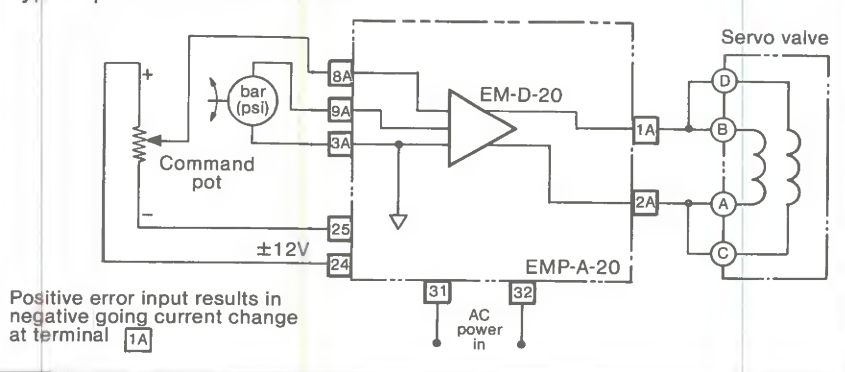 Servo valve
8A
bar
(psi)
EM-D-20
D
+
9A
1A
B
3A
Command
pot
2A
A
−
25
±12V
24
EMP-A-20
C
Positive error input results in
negative going current change
at terminal 1A
31
32
AC
power
in